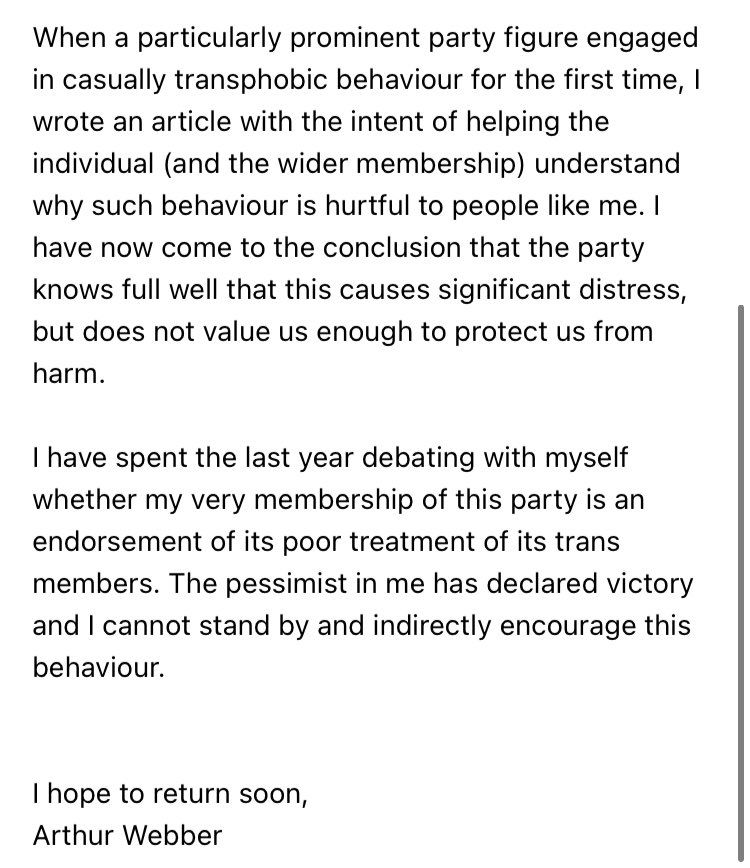 When a particularly prominent party figure engaged
in casually transphobic behaviour for the first time, I
wrote an article with the intent of helping the
individual (and the wider membership) understand
why such behaviour is hurtful to people like me. I
have now come to the conclusion that the party
knows full well that this causes significant distress,
but does not value us enough to protect us from
harm.
I have spent the last year debating with myself
whether my very membership of this party is an
endorsement of its poor treatment of its trans
members. The pessimist in me has declared victory
and I cannot stand by and indirectly encourage this
behaviour.
I hope to return soon,
Arthur Webber